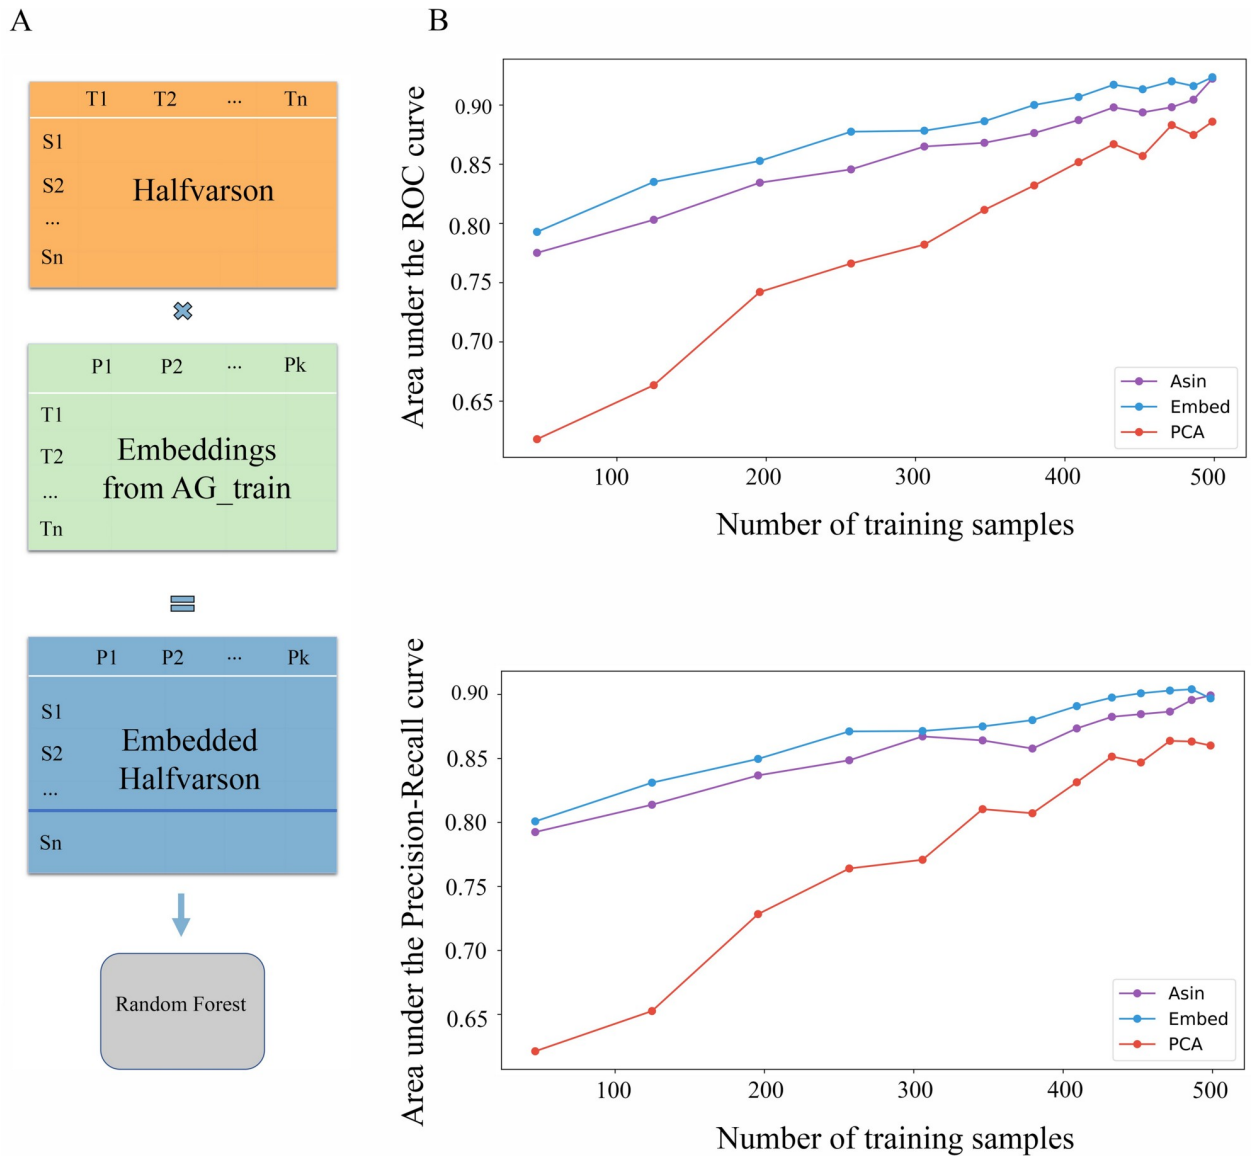 A
T1 T2 ... Tn
S1
S2
...
Sn
Halfvarson
P1 P2 ... Pk
T1
T2
...
Tn
Embeddings
from AG_train
P1 P2 ... Pk
S1
S2
...
Sn
Embedded
Halfvarson
Random Forest
B
Area under the ROC curve
0.90
0.85
0.80
0.75
0.70
0.65
Asin
Embed
PCA
100 200 300 400 500
Number of training samples
Area under the Precision-Recall curve
0.90
0.85
0.80
0.75
0.70
0.65
Asin
Embed
PCA
100 200 300 400 500
Number of training samples